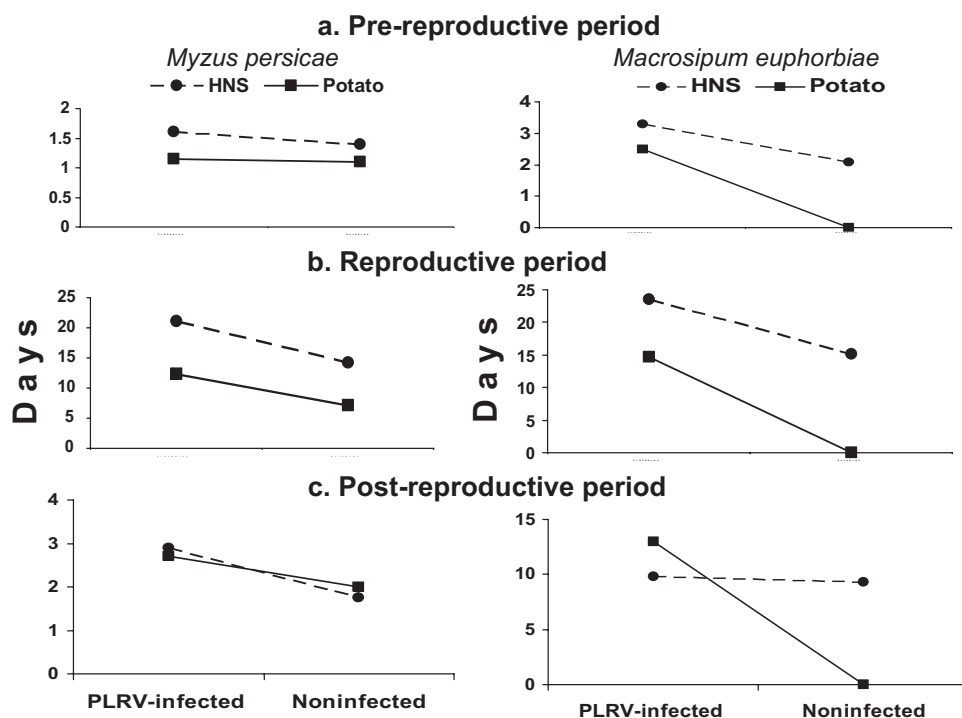 a. Pre-reproductive period
Myzus persicae
Macrosipum euphorbiae
HNS Potato
HNS Potato
2
1.5
1
0.5
0
4
3
2
1
0
b. Reproductive period
Days
25
20
15
10
5
0
Days
25
20
15
10
5
0
c. Post-reproductive period
4
3
2
1
0
15
10
5
0
PLRV-infected Noninfected
PLRV-infected Noninfected